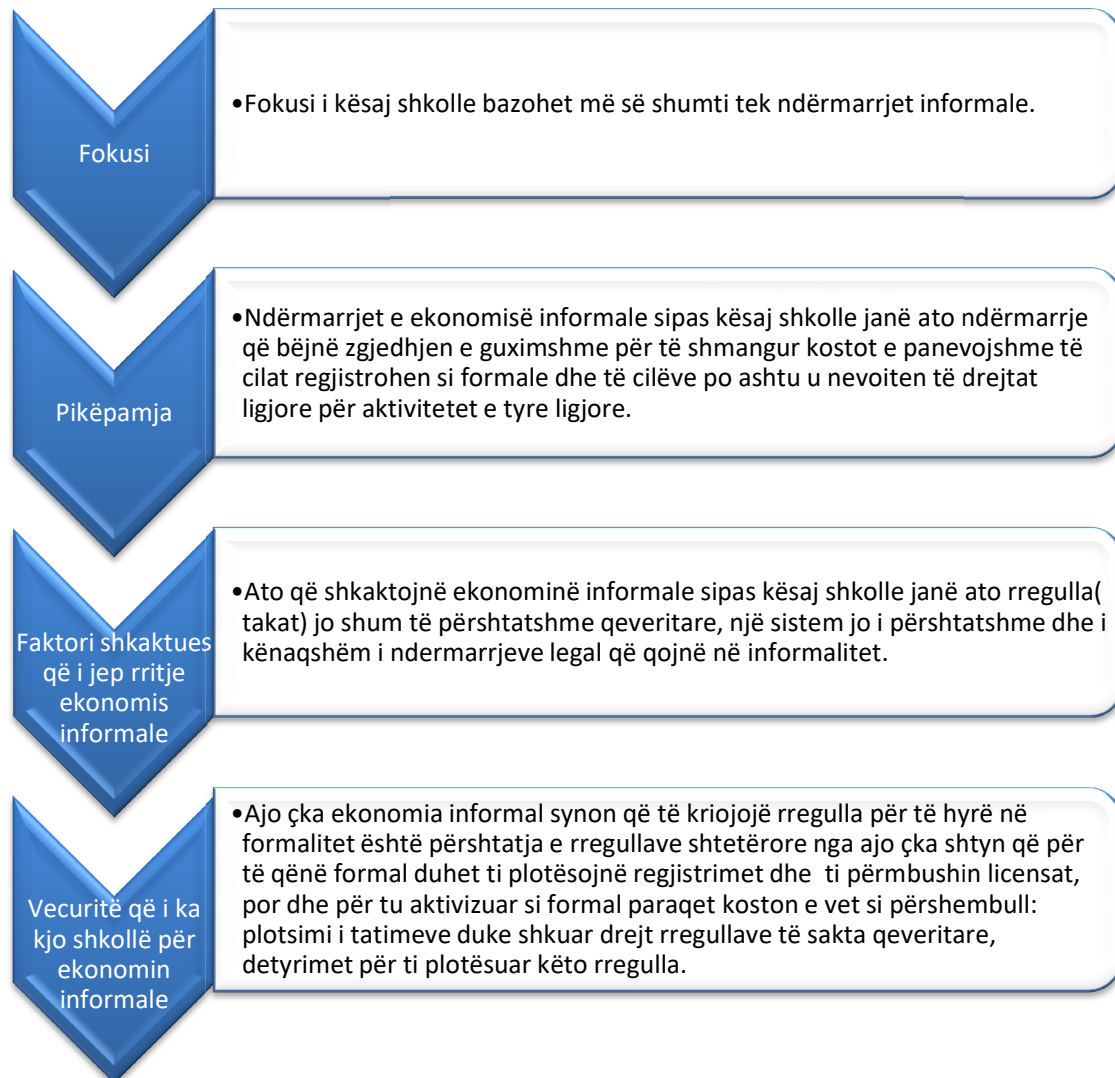 Fokusi
•Fokusi i kësaj shkolle bazohet më së shumti tek ndërmarrjet informale.
Pikëpamja
•Ndërmarrjet e ekonomisë informale sipas kësaj shkolle janë ato ndërmarrje
që bëjnë zgjedhjen e guximshme për të shmangur kostot e panevojshme të
cilat regjistrohen si formale dhe të cilëve po ashtu u nevoiten të drejtat
ligjore për aktivitetet e tyre ligjore.
Faktori shkaktues
që i jep rritje
ekonomis
informale
•Ato që shkaktojnë ekonominë informale sipas kësaj shkolle janë ato rregulla(
takat) jo shum të përshtatshme qeveritare, një sistem jo i përshtatshme dhe i
kënaqshëm i ndermarrjeve legal që qojnë në informalitet.
Vecuritë që i ka
kjo shkollë për
ekonomin
informale
•Ajo çka ekonomia informal synon që të kriojojë rregulla për të hyrë në
formalitet është përshtatja e rregullave shtetërore nga ajo çka shtyn që për
të qënë formal duhet ti plotësojnë regjistrimet dhe  ti përmbushin licensat,
por dhe për tu aktivizuar si formal paraqet koston e vet si përshembull:
plotsimi i tatimeve duke shkuar drejt rregullave të sakta qeveritare,
detyrimet për ti plotësuar këto rregulla.